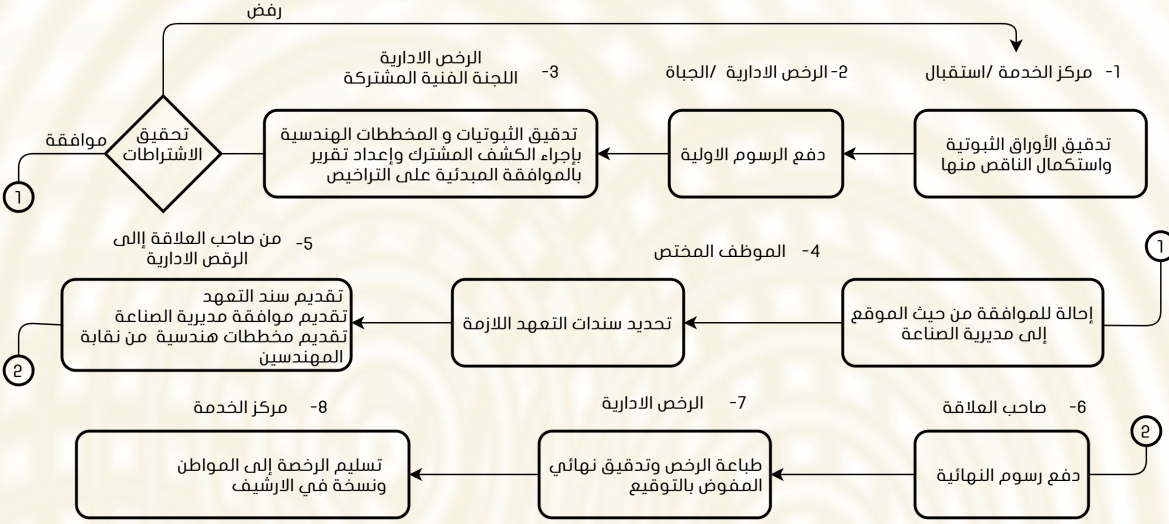 رفض
1- مركز الخدمة /استقبال
تدقيق الأوراق الثبوتية
واستكمال الناقص منها
2- الرخص الادارية /الجباة
دفع الرسوم الاولية
3- الرخص الادارية
اللجنة الفنية المشتركة
تدقيق الثبوتيات و المخططات الهندسية
بإجراء الكشف المشترك وإعداد تقرير
بالموافقة المبدئية على التراخيص
تحقيق
الاشتراطات
موافقة
1
1
إحالة للموافقة من حيث الموقع
إلى مديرية الصناعة
4- الموظف المختص
تحديد سندات التعهد اللازمة
5- من صاحب العلاقة إالى
الرقص الادارية
تقديم سند التعهد
تقديم موافقة مديرية الصناعة
تقديم مخططات هندسية من نقابة
المهندسين
2
2
6- صاحب العلاقة
دفع رسوم النهائية
7- الرخص الادارية
طباعة الرخص وتدقيق نهائي
المفوض بالتوقيع
8- مركز الخدمة
تسليم الرخصة إلى المواطن
ونسخة في الارشيف